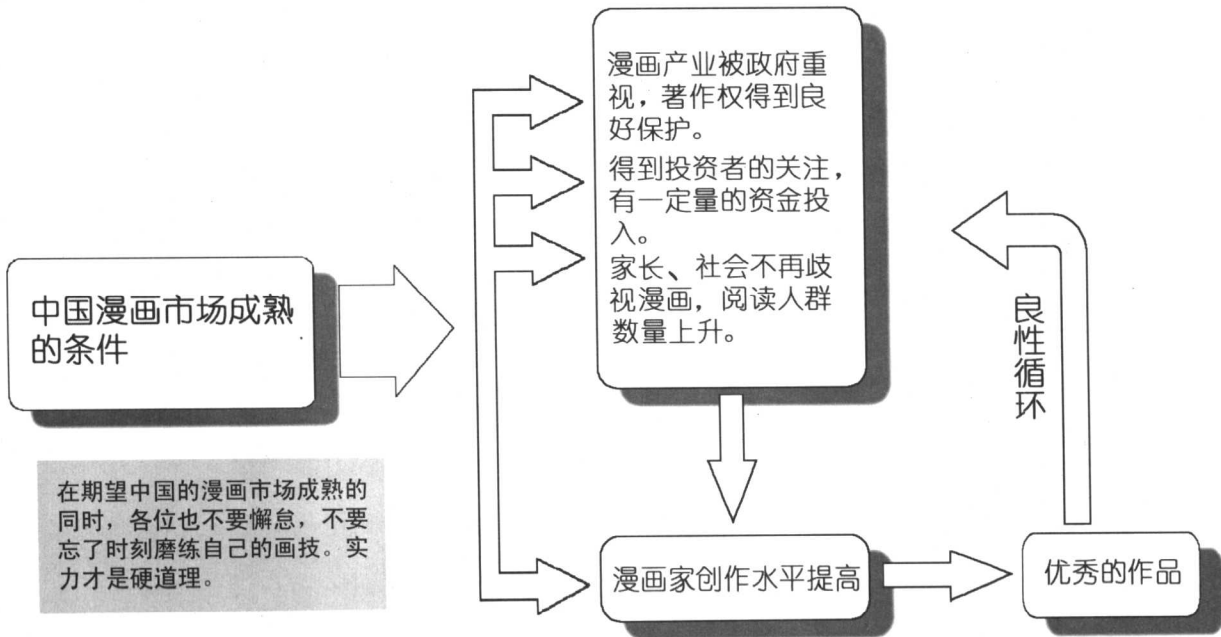 中国漫画市场成熟
的条件
在期望中国的漫画市场成熟的
同时，各位也不要懈怠，不要
忘了时刻磨练自己的画技。实
力才是硬道理。
漫画产业被政府重
视，著作权得到良
好保护。
得到投资者的关注，
有一定量的资金投
入。
家长、社会不再歧
视漫画，阅读人群
数量上升。
漫画家创作水平提高
优秀的作品
良性循环